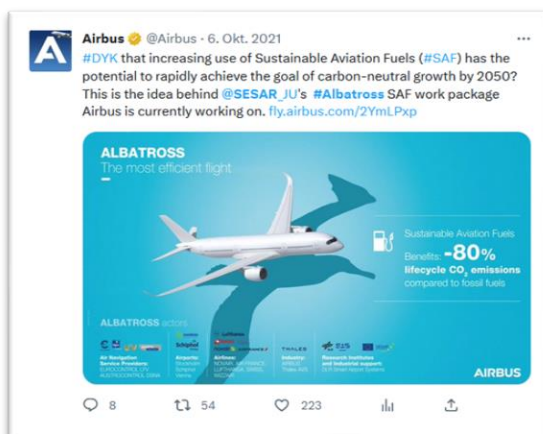 Airbus @Airbus · 6. Okt. 2021
#DYK that increasing use of Sustainable Aviation Fuels (#SAF) has the
potential to rapidly achieve the goal of carbon-neutral growth by 2050?
This is the idea behind @SESAR_JU's #Albatross SAF work package
Airbus is currently working on. fly.airbus.com/2YmLPxp
ALBATROSS
The most efficient flight
Sustainable Aviation Fuels
Benefits: -80%
lifecycle CO₂ emissions
compared to fossil fuels
ALBATROSS actors
Air Navigation
Service Providers:
Airports:
Airlines:
Industry:
Research Institutes
and Industrial support:
THALES
AIRBUS
8 54 223